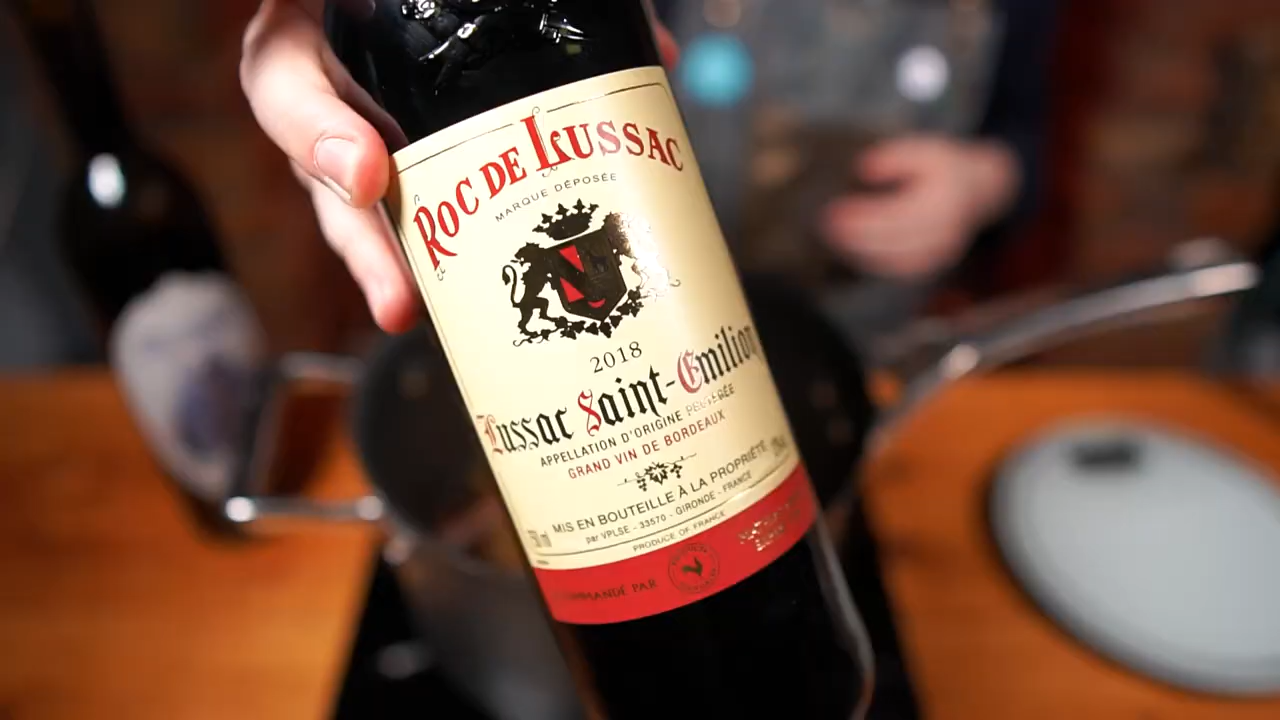 ROC DE LUSSAC
MARQUE DÉPOSÉE
2018
Lussac Saint-Emilion
APPELLATION D'ORIGINE PROTÉGÉE
GRAND VIN DE BORDEAUX
MIS EN BOUTEILLE À LA PROPRIÉTÉ
par VPLSE - 33570 - GIRONDE - FRANCE
PRODUCE OF FRANCE
PAR